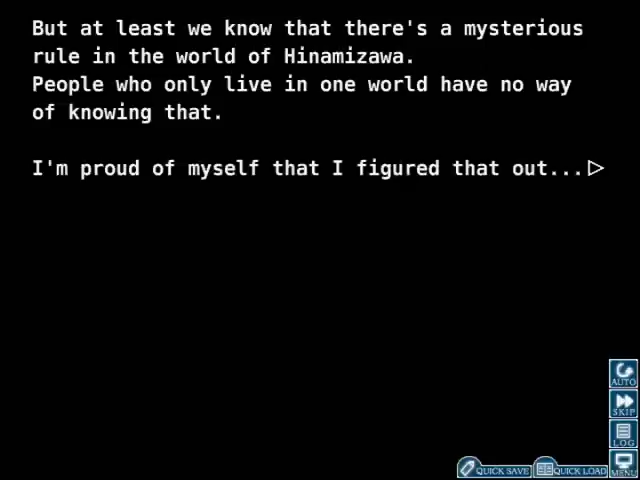 But at least we know that there's a mysterious
rule in the world of Hinamizawa.
People who only live in one world have no way
of knowing that.
I'm proud of myself that I figured that out...
AUTO
SKIP
LOG
MENU
QUICK SAVE
QUICK LOAD